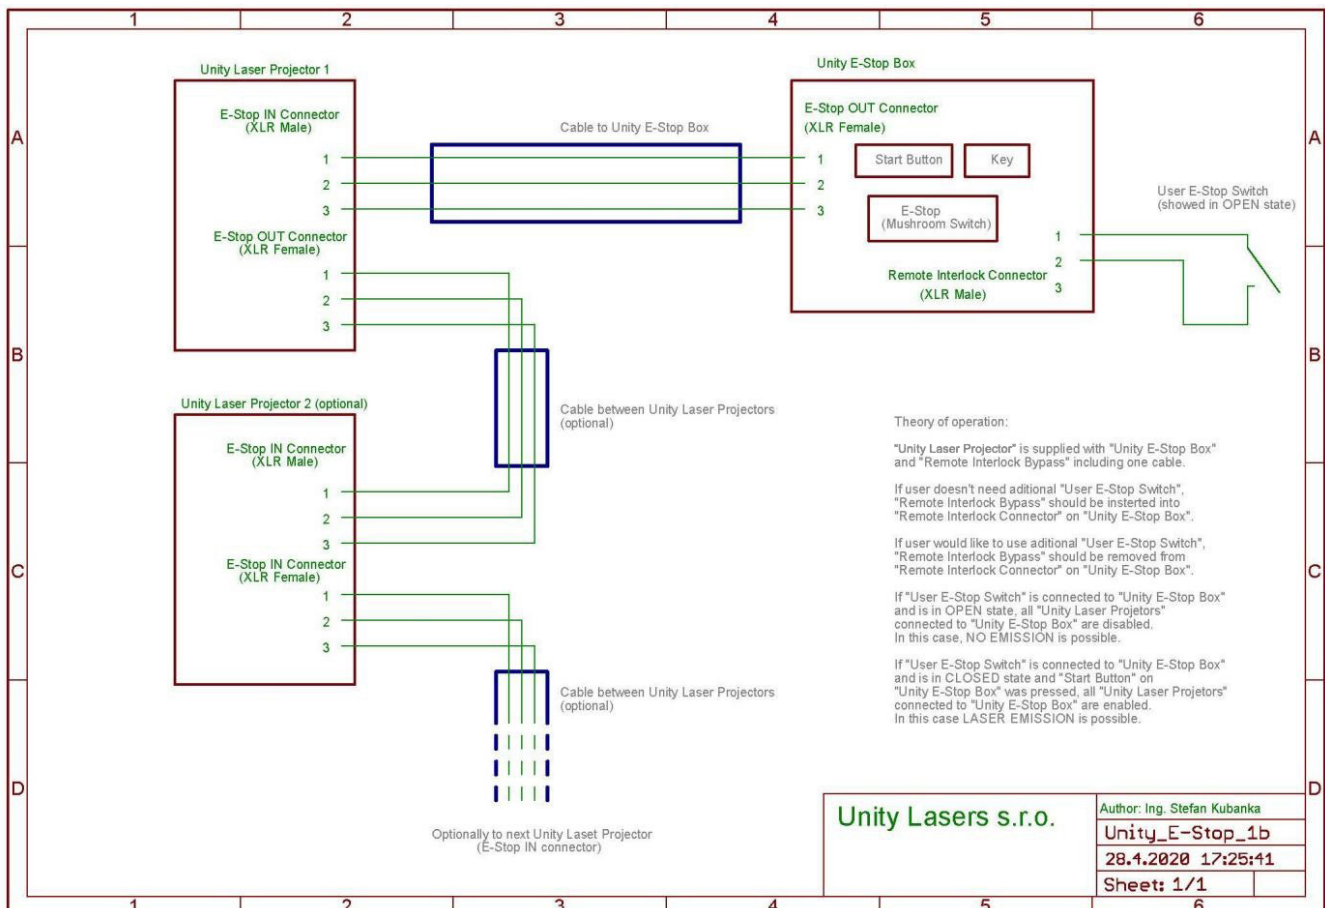 1 2 3 4 5 6
Unity Laser Projector 1
E-Stop IN Connector
(XLR Male)
1
2
3
E-Stop OUT Connector
(XLR Female)
1
2
3
Cable to Unity E-Stop Box
Unity E-Stop Box
E-Stop OUT Connector
(XLR Female)
1
2
3
Start Button
Key
E-Stop
(Mushroom Switch)
1
2
3
Remote Interlock Connector
(XLR Male)
User E-Stop Switch
(showed in OPEN state)
A
A
B
B
C
C
D
D
Cable between Unity Laser Projectors
(optional)
Unity Laser Projector 2 (optional)
E-Stop IN Connector
(XLR Male)
1
2
3
E-Stop IN Connector
(XLR Female)
1
2
3
Cable between Unity Laser Projectors
(optional)
Optionally to next Unity Laset Projector
(E-Stop IN connector)
Theory of operation:
"Unity Laser Projector" is supplied with "Unity E-Stop Box"
and "Remote Interlock Bypass" including one cable.
If user doesn't need aditional "User E-Stop Switch",
"Remote Interlock Bypass" should be insterted into
"Remote Interlock Connector" on "Unity E-Stop Box".
If user would like to use aditional "User E-Stop Switch",
"Remote Interlock Bypass" should be removed from
"Remote Interlock Connector" on "Unity E-Stop Box".
If "User E-Stop Switch" is connected to "Unity E-Stop Box"
and is in OPEN state, all "Unity Laser Projetors"
connected to "Unity E-Stop Box" are disabled.
In this case, NO EMISSION is possible.
If "User E-Stop Switch" is connected to "Unity E-Stop Box"
and is in CLOSED state and "Start Button" on
"Unity E-Stop Box" was pressed, all "Unity Laser Projetors"
connected to "Unity E-Stop Box" are enabled.
In this case LASER EMISSION is possible.
Unity Lasers s.r.o.
Author: Ing. Stefan Kubanka
Unity_E-Stop_1b
28.4.2020 17:25:41
Sheet: 1/1
1 2 3 4 5 6